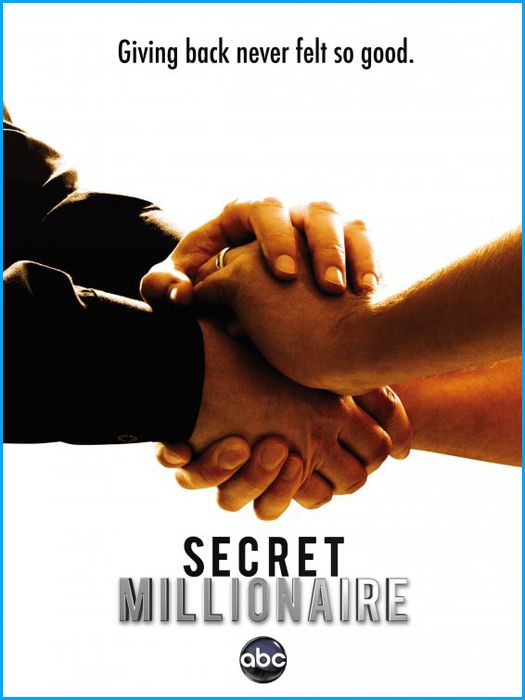 Giving back never felt so good.
SECRET
MILLIONAIRE
abc